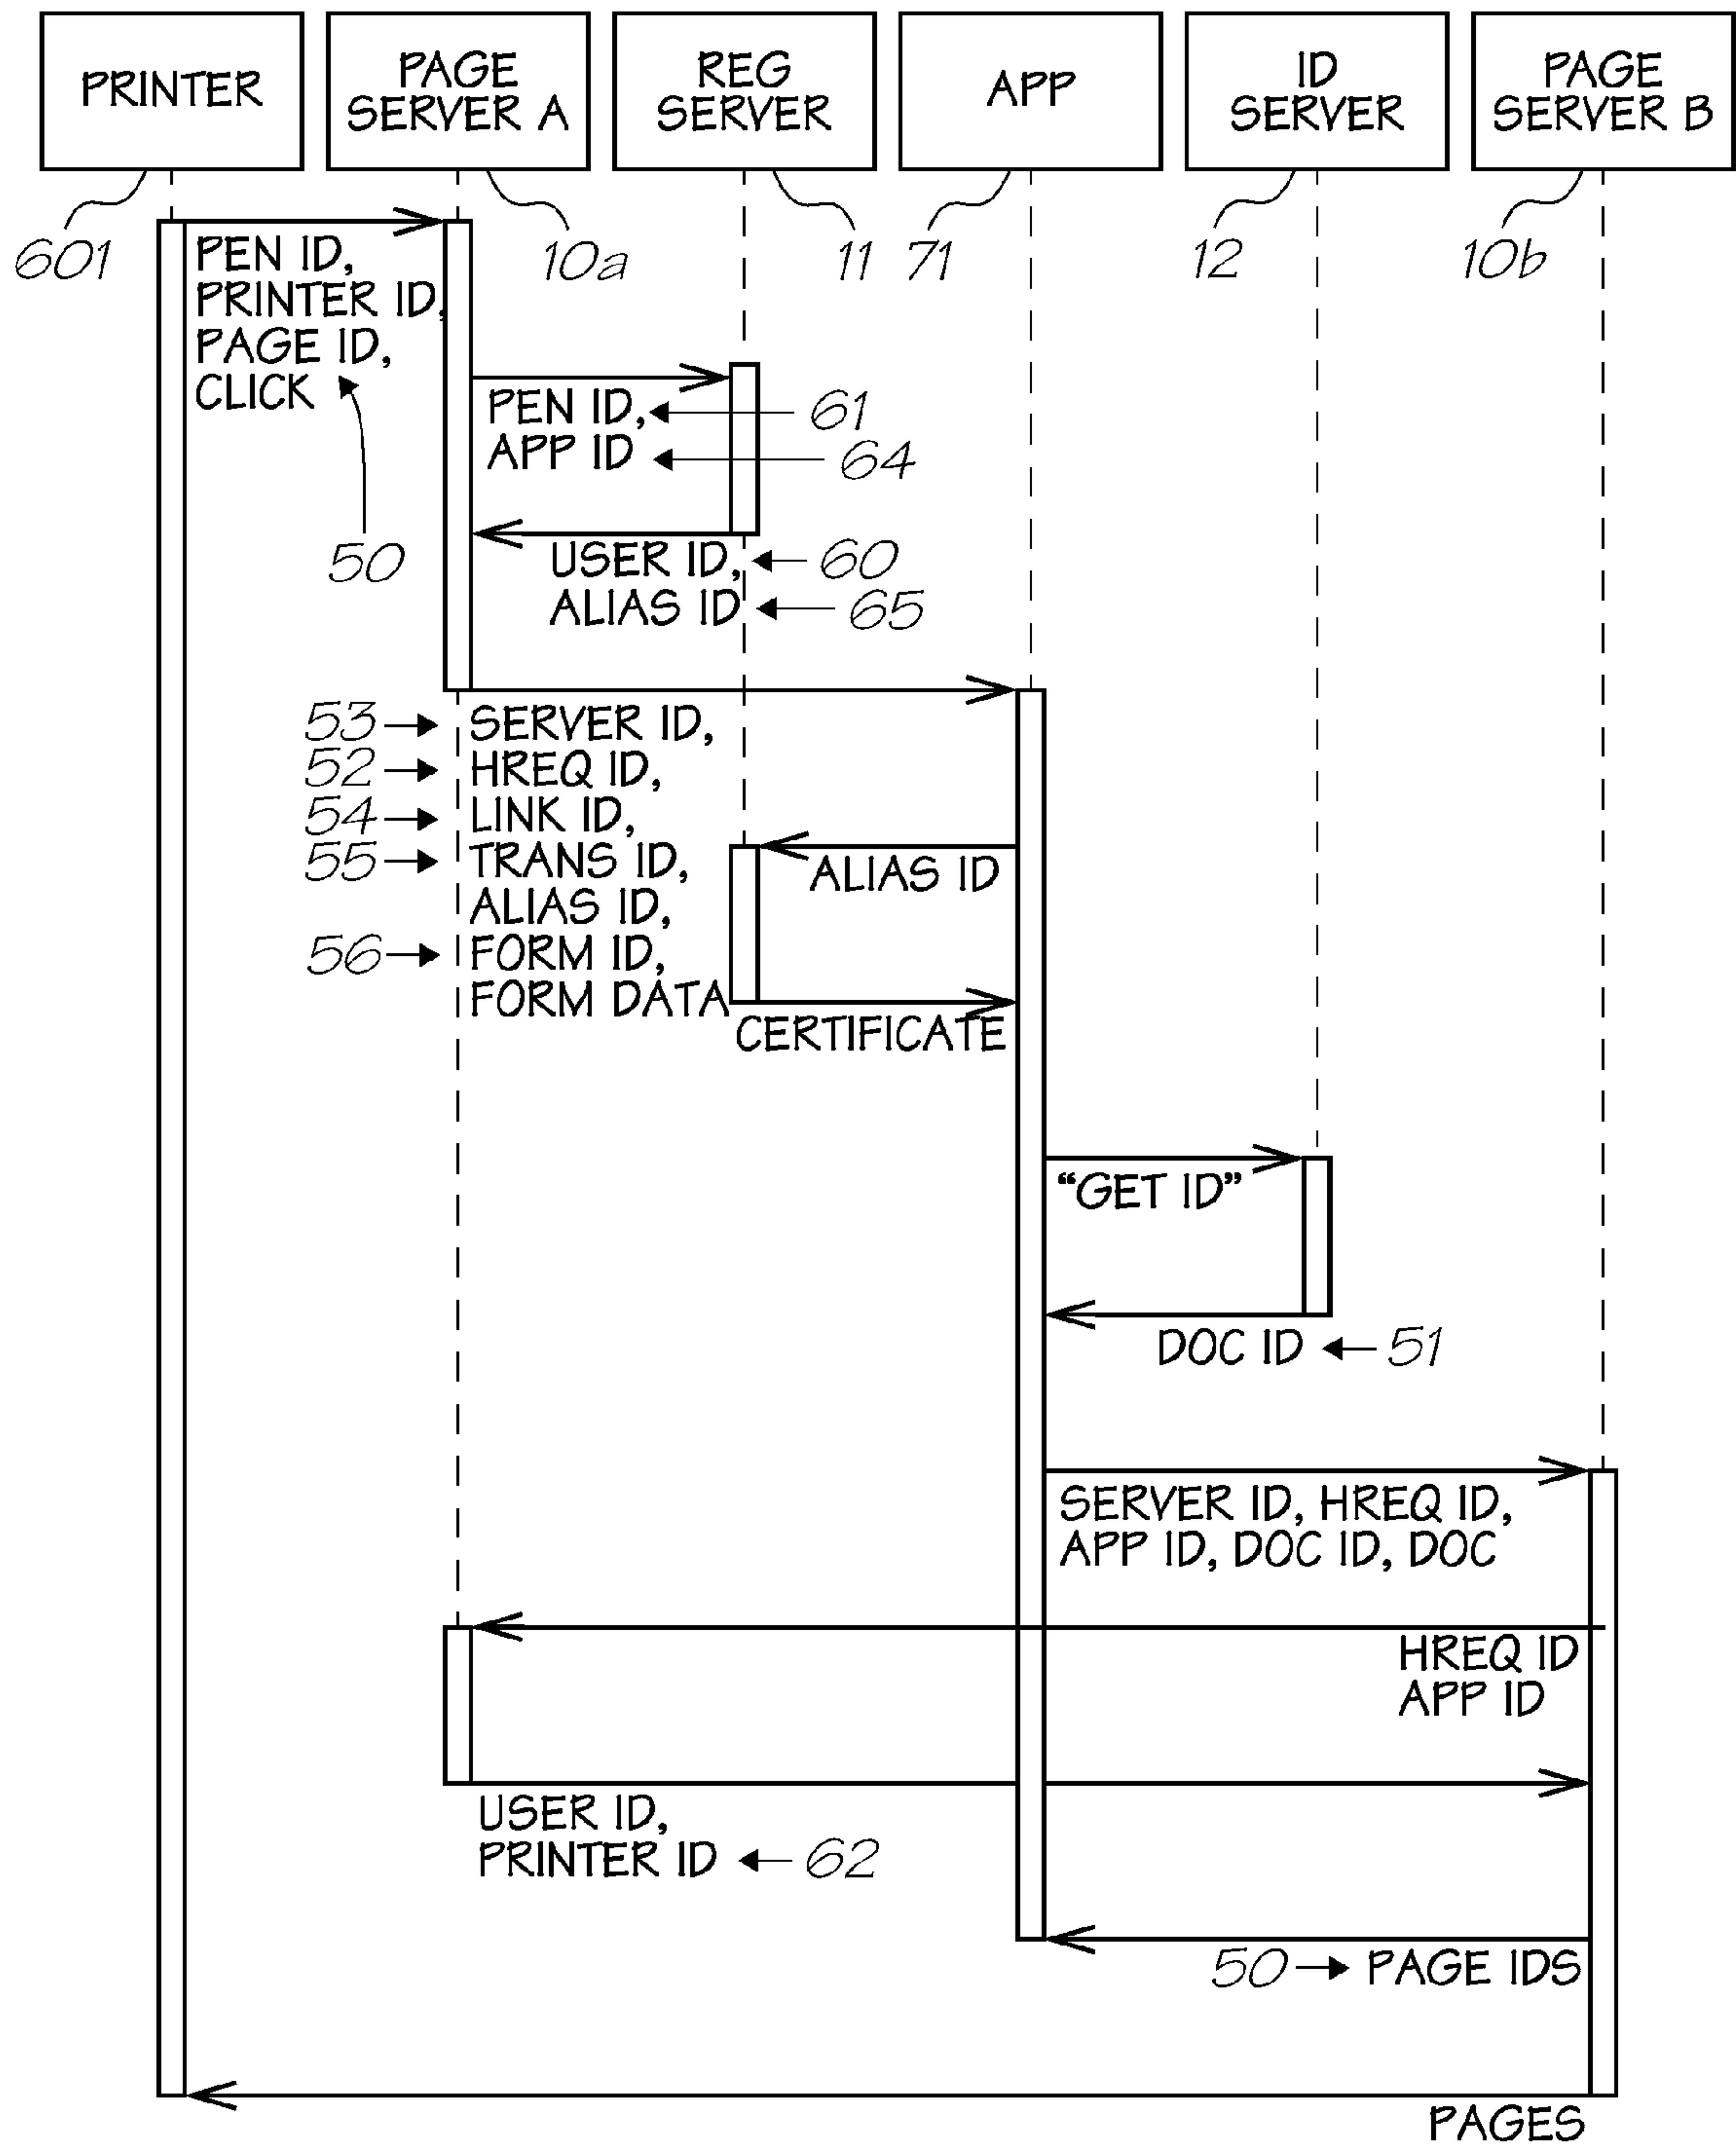 PRINTER
PAGE
SERVER A
REG
SERVER
APP
ID
SERVER
PAGE
SERVER B
601
10a
11
71
12
10b
PEN ID,
PRINTER ID,
PAGE ID,
CLICK
50
PEN ID,
61
APP ID
64
USER ID,
60
ALIAS ID
65
53
SERVER ID,
52
HREQ ID,
54
LINK ID,
55
TRANS ID,
ALIAS ID,
56
FORM ID,
FORM DATA
ALIAS ID
CERTIFICATE
“GET ID”
DOC ID
51
SERVER ID, HREQ ID,
APP ID, DOC ID, DOC
HREQ ID
APP ID
USER ID,
PRINTER ID
62
50
PAGE IDS
PAGES